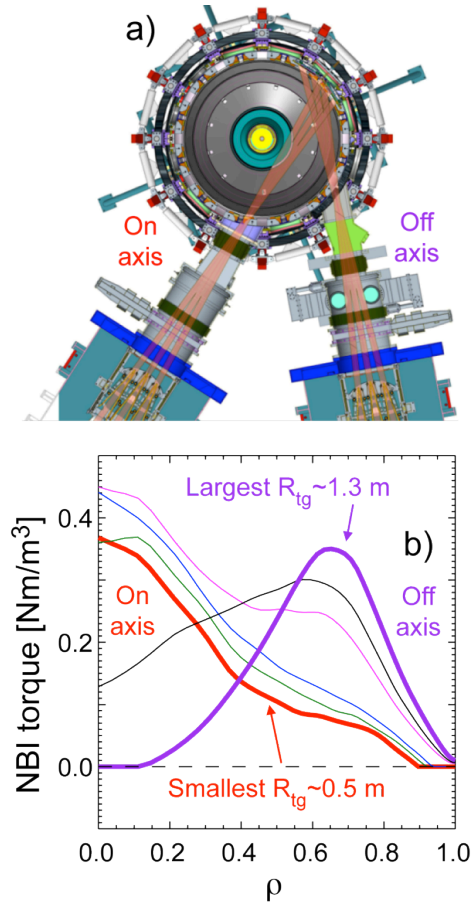 a)
On
axis
Off
axis
b)
Largest R_tg~1.3 m
On
axis
Off
axis
Smallest R_tg~0.5 m
NBI torque [Nm/m³]
0.4
0.2
0.0
0.0 0.2 0.4 0.6 0.8 1.0
ρ